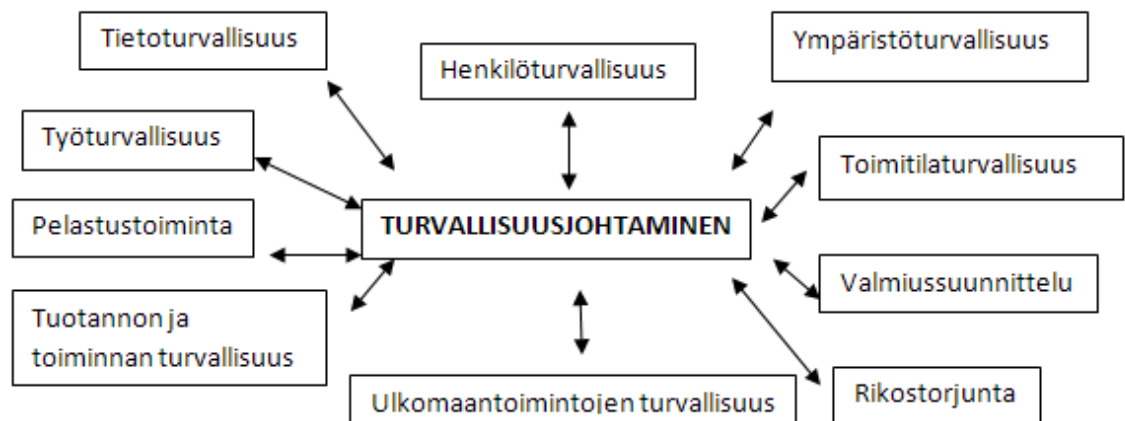 Tietoturvallisuus
Henkilöturvallisuus
Ympäristöturvallisuus
Työturvallisuus
Toimitilaturvallisuus
Pelastustoiminta
TURVALLISUUSJOHTAMINEN
Valmiussuunnittelu
Tuotannon ja
toiminnan turvallisuus
Ulkomaantoimintojen turvallisuus
Rikostorjunta